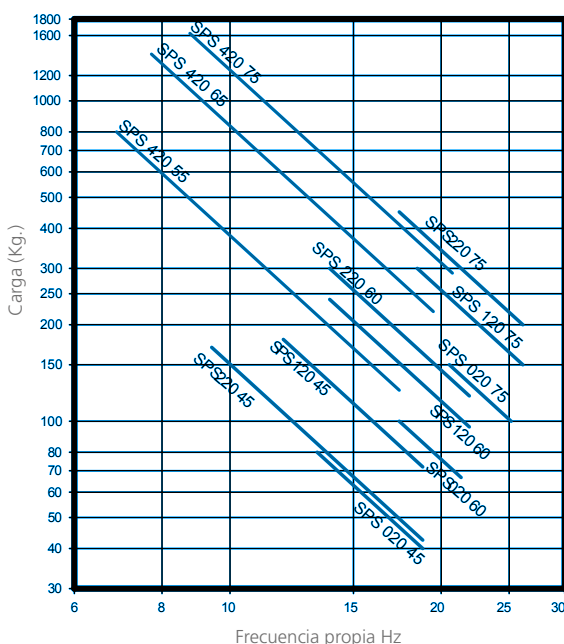 1800
1600
1200
1000
800
700
600
500
400
300
250
200
150
100
80
70
60
50
40
30
Carga (Kg.)
SPS 420 75
SPS 420 65
SPS 420 55
SPS 220 75
SPS 220 60
SPS 120 75
SPS 020 75
SPS 120 45
SPS 220 45
SPS 120 60
SPS 020 60
SPS 020 45
6
8
10
15
20
25
30
Frecuencia propia Hz